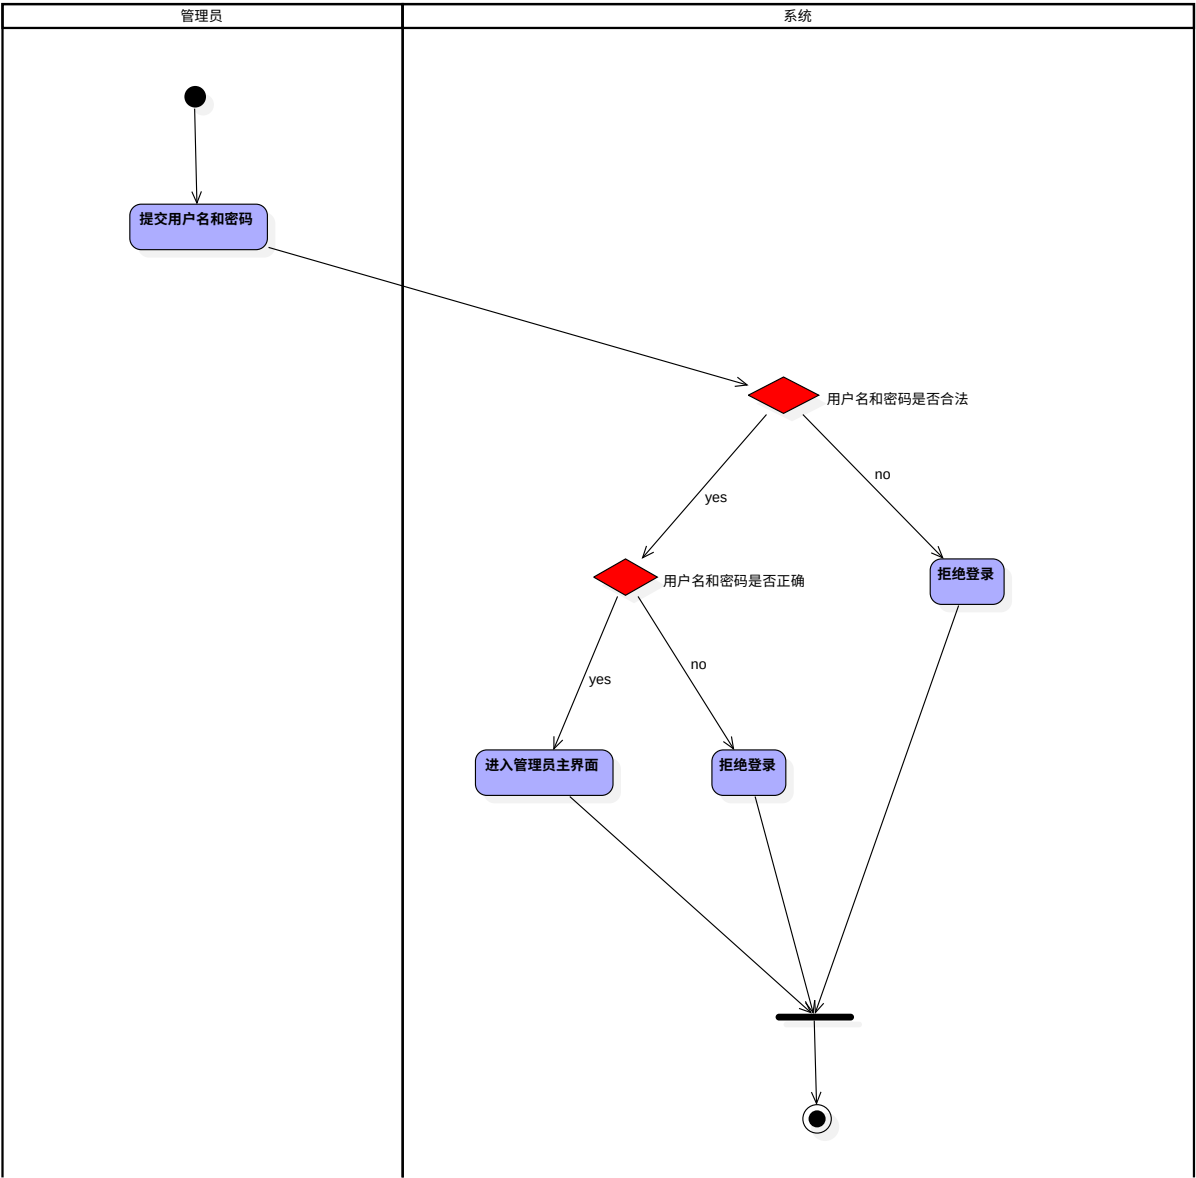 管理员
系统
提交用户名和密码
用户名和密码是否合法
no
yes
用户名和密码是否正确
拒绝登录
no
yes
进入管理员主界面
拒绝登录